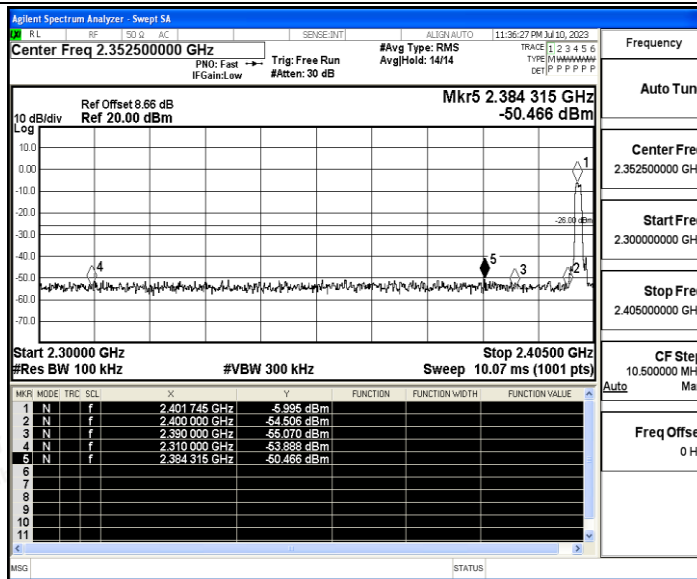 Agilent Spectrum Analyzer - Swept SA
RL RF 50 Ω AC SENSE:INT ALIGN AUTO 11:36:27 PM Jul 10, 2023
Center Freq 2.352500000 GHz #Avg Type: RMS TRACE 1 2 3 4 5 6
PNO: Fast Trig: Free Run Avg|Hold: 14/14 TYPE M WWWWW
IFGain:Low #Atten: 30 dB DET P P P P P P
Mkr5 2.384 315 GHz
Ref Offset 8.66 dB
10 dB/div Ref 20.00 dBm -50.466 dBm
Log
10.0
0.00
-10.0
-20.0
-30.0
-40.0
-50.0
-60.0
-70.0
1
-26.00 dBm
4 5 3 2
Start 2.30000 GHz Stop 2.40500 GHz
#Res BW 100 kHz #VBW 300 kHz Sweep 10.07 ms (1001 pts)
MKR MODE TRC SCL X Y FUNCTION FUNCTION WIDTH FUNCTION VALUE
1 N f 2.401 745 GHz -5.995 dBm
2 N f 2.400 000 GHz -54.506 dBm
3 N f 2.390 000 GHz -55.070 dBm
4 N f 2.310 000 GHz -53.888 dBm
5 N f 2.384 315 GHz -50.466 dBm
6
7
8
9
10
11
MSG STATUS
Frequency
Auto Tun
Center Fre
2.352500000 GH
Start Fre
2.300000000 GH
Stop Fre
2.405000000 GH
CF Step
10.500000 MH
Auto Ma
Freq Offse
0 H